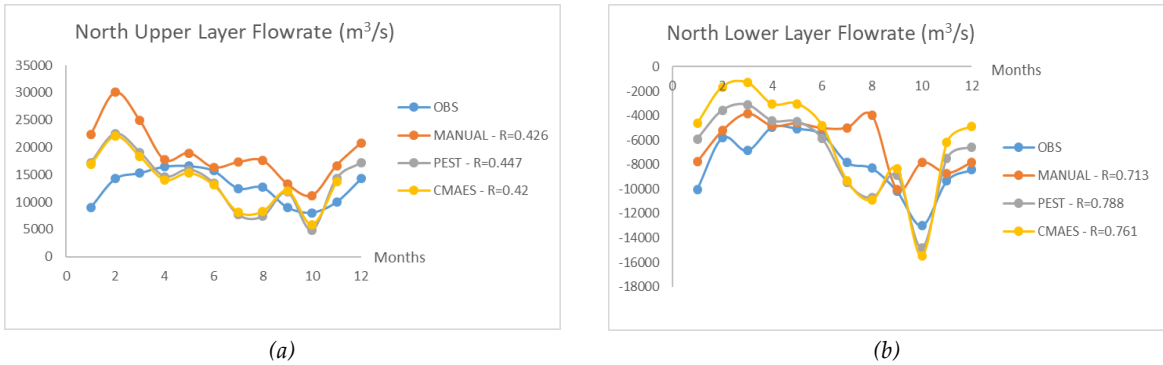 North Upper Layer Flowrate (m³/s)
35000
30000
25000
20000
15000
10000
5000
0
0 2 4 6 8 10 12
Months
OBS
MANUAL - R=0.426
PEST - R=0.447
CMAES - R=0.42
(a)
North Lower Layer Flowrate (m³/s)
0
-2000
-4000
-6000
-8000
-10000
-12000
-14000
-16000
-18000
0 2 4 6 8 10 12
Months
OBS
MANUAL - R=0.713
PEST - R=0.788
CMAES - R=0.761
(b)